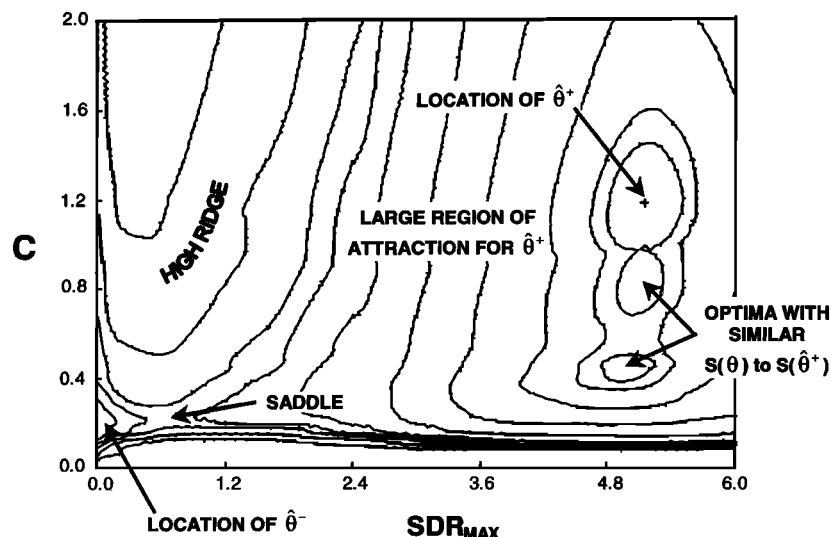 2.0
1.6
1.2
0.8
0.4
0.0
C
0.0 1.2 2.4 3.6 4.8 6.0
SDRMAX
LOCATION OF θ̂⁺
HIGH RIDGE
LARGE REGION OF
ATTRACTION FOR θ̂⁺
OPTIMA WITH
SIMILAR
S(θ) to S(θ̂⁺)
SADDLE
LOCATION OF θ̂⁻